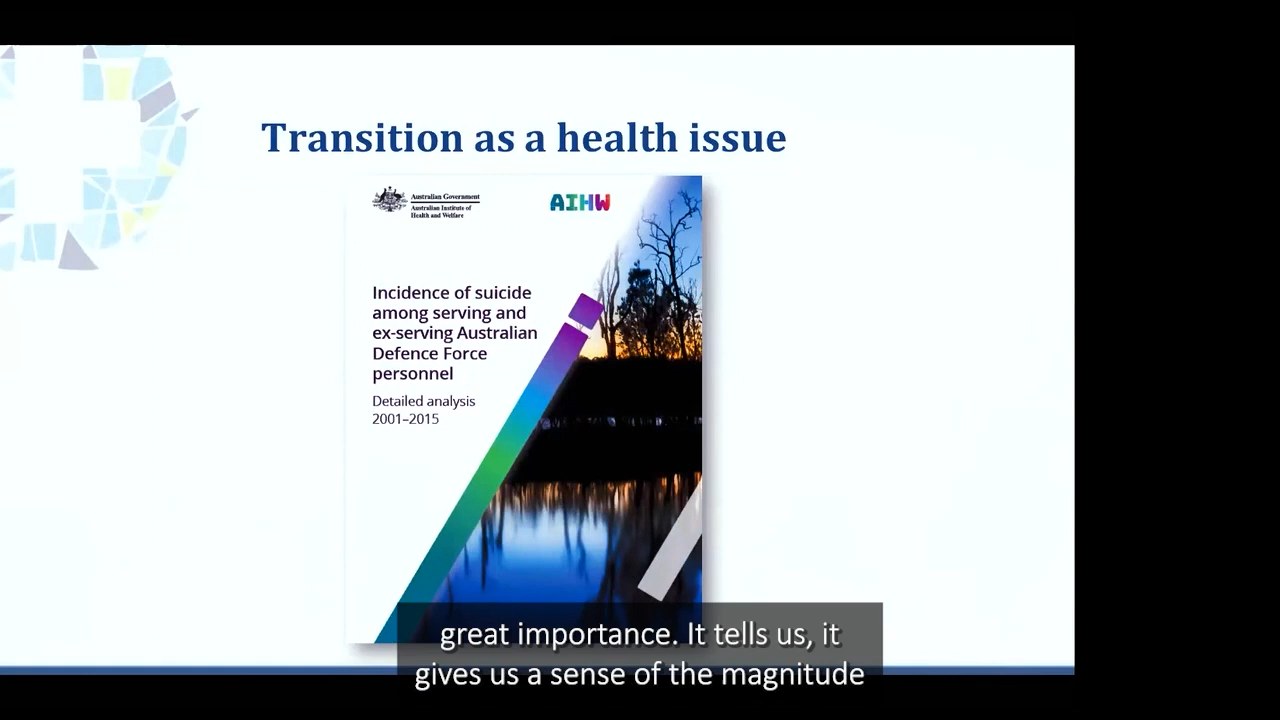 Transition as a health issue
Australian Government
Australian Institute of
Health and Welfare
AIHW
Incidence of suicide
among serving and
ex-serving Australian
Defence Force
personnel
Detailed analysis
2001–2015
great importance. It tells us, it
gives us a sense of the magnitude